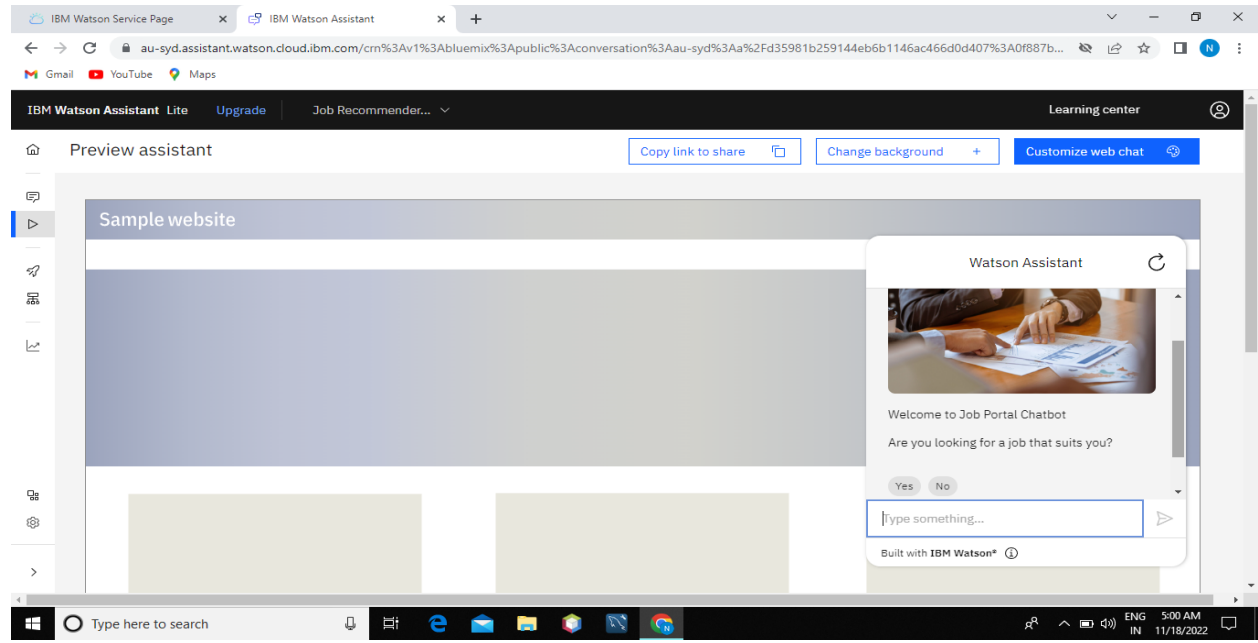 IBM Watson Service Page
IBM Watson Assistant
au-syd.assistant.watson.cloud.ibm.com/crn%3Av1%3Abluemix%3Apublic%3Aconversation%3Aau-syd%3Aa%2Fd35981b259144eb6b1146ac466d0d407%3A0f887b...
N
Gmail YouTube Maps
IBM Watson Assistant Lite Upgrade Job Recommender... Learning center
Preview assistant Copy link to share Change background + Customize web chat
Sample website
Watson Assistant
Welcome to Job Portal Chatbot
Are you looking for a job that suits you?
Yes No
Type something...
Built with IBM Watson®
Type here to search
ENG 5:00 AM
IN 11/18/2022